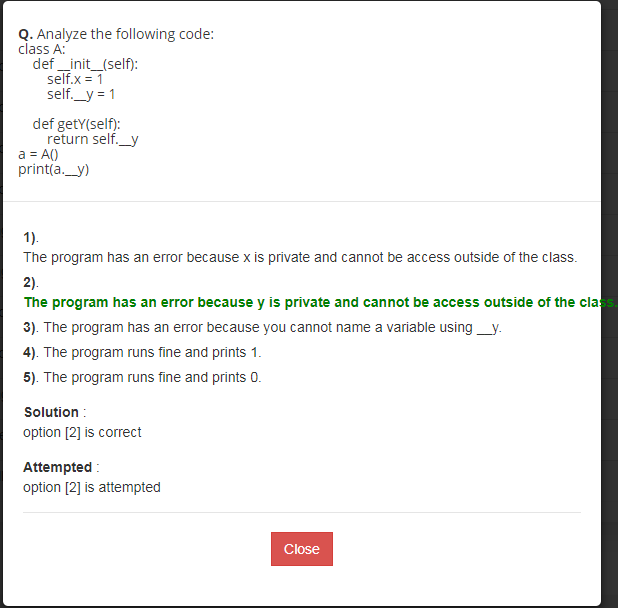 Q. Analyze the following code:
class A:
def __init__(self):
self.x = 1
self.__y = 1
def getY(self):
return self.__y
a = A()
print(a.__y)
1).
The program has an error because x is private and cannot be access outside of the class.
2).
The program has an error because y is private and cannot be access outside of the class.
3). The program has an error because you cannot name a variable using __y.
4). The program runs fine and prints 1.
5). The program runs fine and prints 0.
Solution :
option [2] is correct
Attempted :
option [2] is attempted
Close